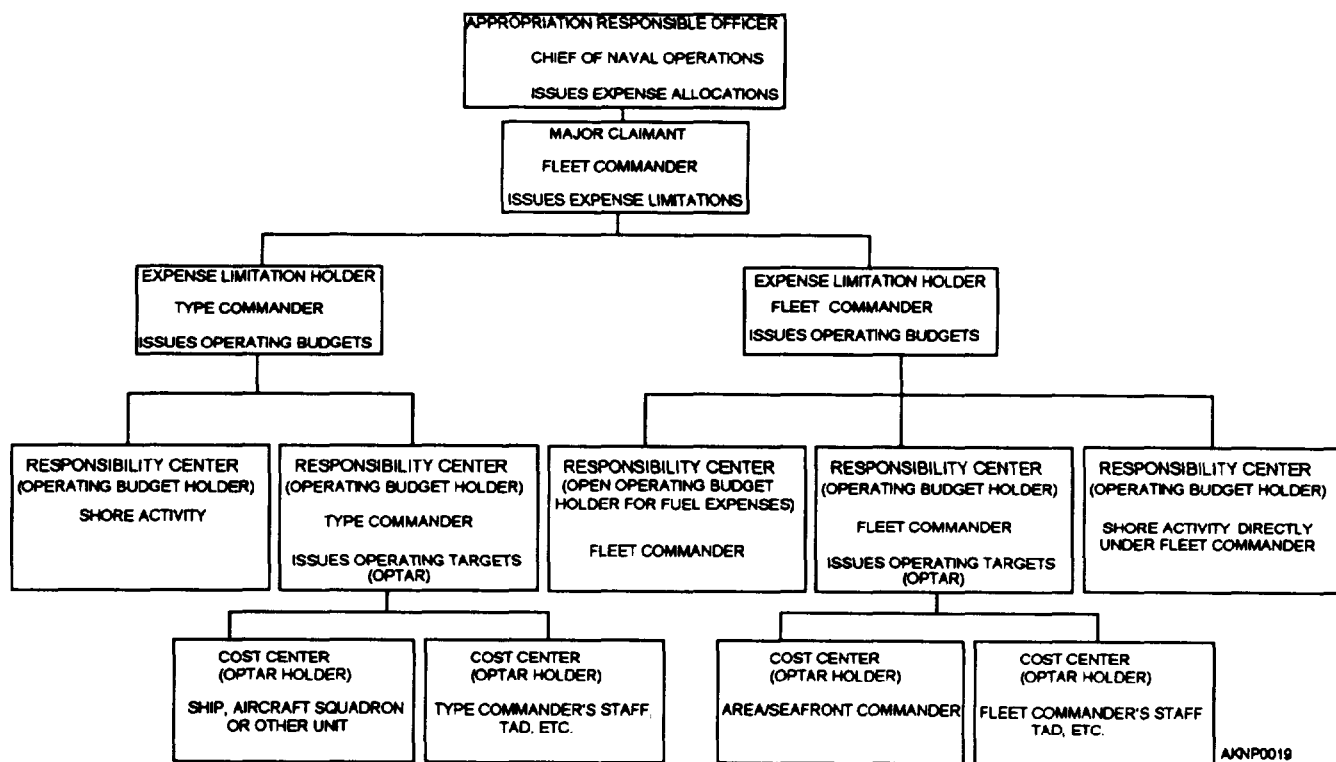 APPROPRIATION RESPONSIBLE OFFICER
CHIEF OF NAVAL OPERATIONS
ISSUES EXPENSE ALLOCATIONS
MAJOR CLAIMANT
FLEET COMMANDER
ISSUES EXPENSE LIMITATIONS
EXPENSE LIMITATION HOLDER
TYPE COMMANDER
ISSUES OPERATING BUDGETS
EXPENSE LIMITATION HOLDER
FLEET COMMANDER
ISSUES OPERATING BUDGETS
RESPONSIBILITY CENTER
(OPERATING BUDGET HOLDER)
SHORE ACTIVITY
RESPONSIBILITY CENTER
(OPERATING BUDGET HOLDER)
TYPE COMMANDER
ISSUES OPERATING TARGETS
(OPTAR)
RESPONSIBILITY CENTER
(OPEN OPERATING BUDGET
HOLDER FOR FUEL EXPENSES)
FLEET COMMANDER
RESPONSIBILITY CENTER
(OPERATING BUDGET HOLDER)
FLEET COMMANDER
ISSUES OPERATING TARGETS
(OPTAR)
RESPONSIBILITY CENTER
(OPERATING BUDGET HOLDER)
SHORE ACTIVITY DIRECTLY
UNDER FLEET COMMANDER
COST CENTER
(OPTAR HOLDER)
SHIP, AIRCRAFT SQUADRON
OR OTHER UNIT
COST CENTER
(OPTAR HOLDER)
TYPE COMMANDER'S STAFF,
TAD, ETC.
COST CENTER
(OPTAR HOLDER)
AREA/SEAFRONT COMMANDER
COST CENTER
(OPTAR HOLDER)
FLEET COMMANDER'S STAFF
TAD, ETC.
AKNP0019